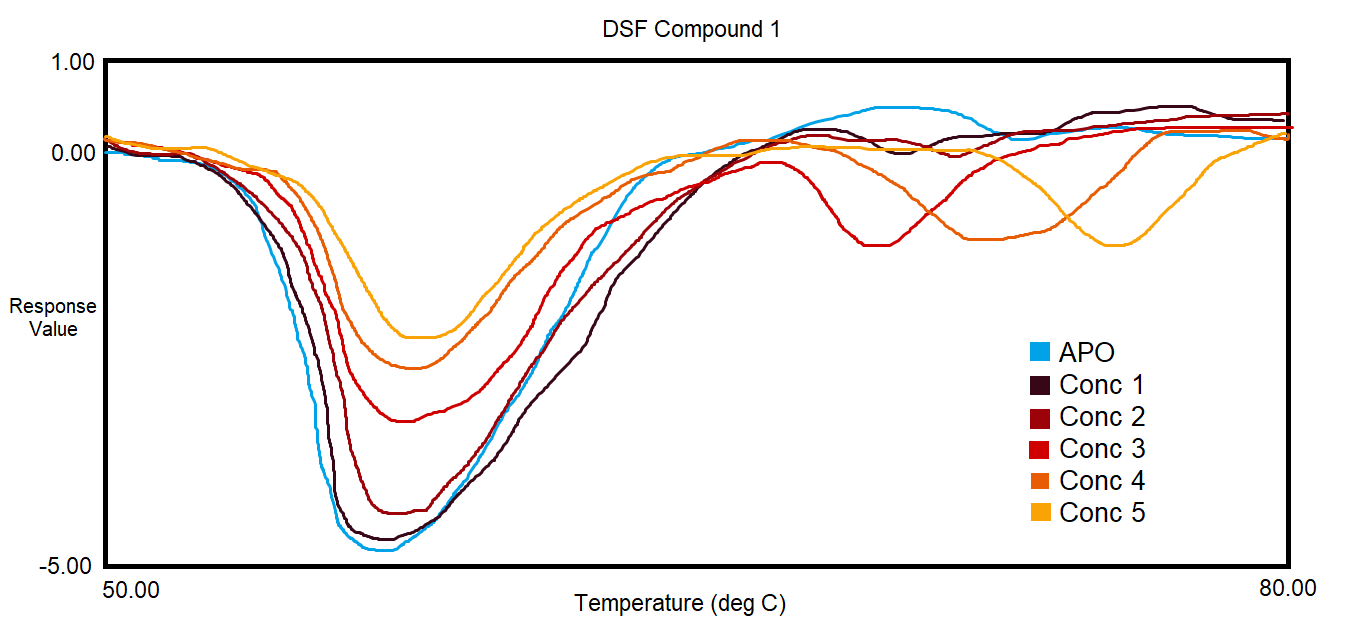 DSF Compound 1
1.00
0.00
Response
Value
-5.00
50.00
80.00
Temperature (deg C)
APO
Conc 1
Conc 2
Conc 3
Conc 4
Conc 5